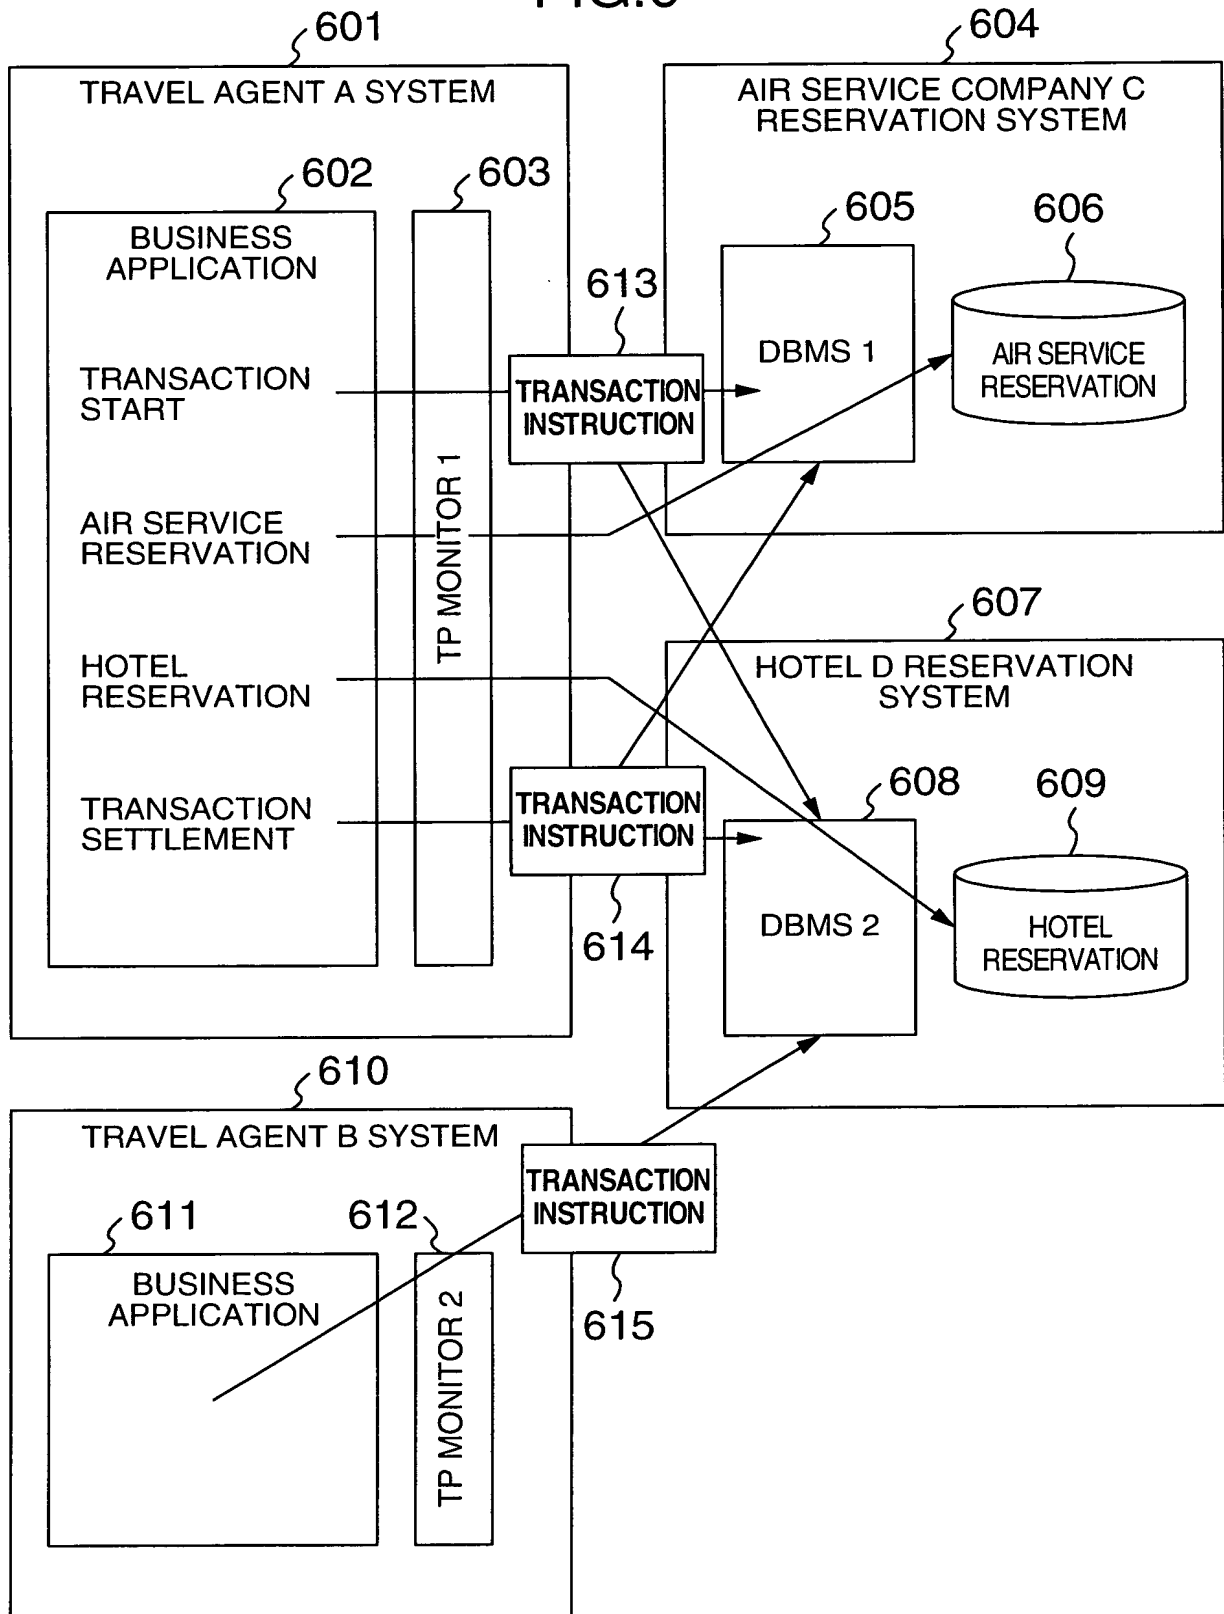 601
TRAVEL AGENT A SYSTEM
602
603
BUSINESS
APPLICATION
TRANSACTION
START
AIR SERVICE
RESERVATION
HOTEL
RESERVATION
TRANSACTION
SETTLEMENT
TP MONITOR 1
613
TRANSACTION
INSTRUCTION
TRANSACTION
INSTRUCTION
614
604
AIR SERVICE COMPANY C
RESERVATION SYSTEM
605
606
DBMS 1
AIR SERVICE
RESERVATION
607
HOTEL D RESERVATION
SYSTEM
608
609
DBMS 2
HOTEL
RESERVATION
610
TRAVEL AGENT B SYSTEM
611
612
BUSINESS
APPLICATION
TP MONITOR 2
TRANSACTION
INSTRUCTION
615